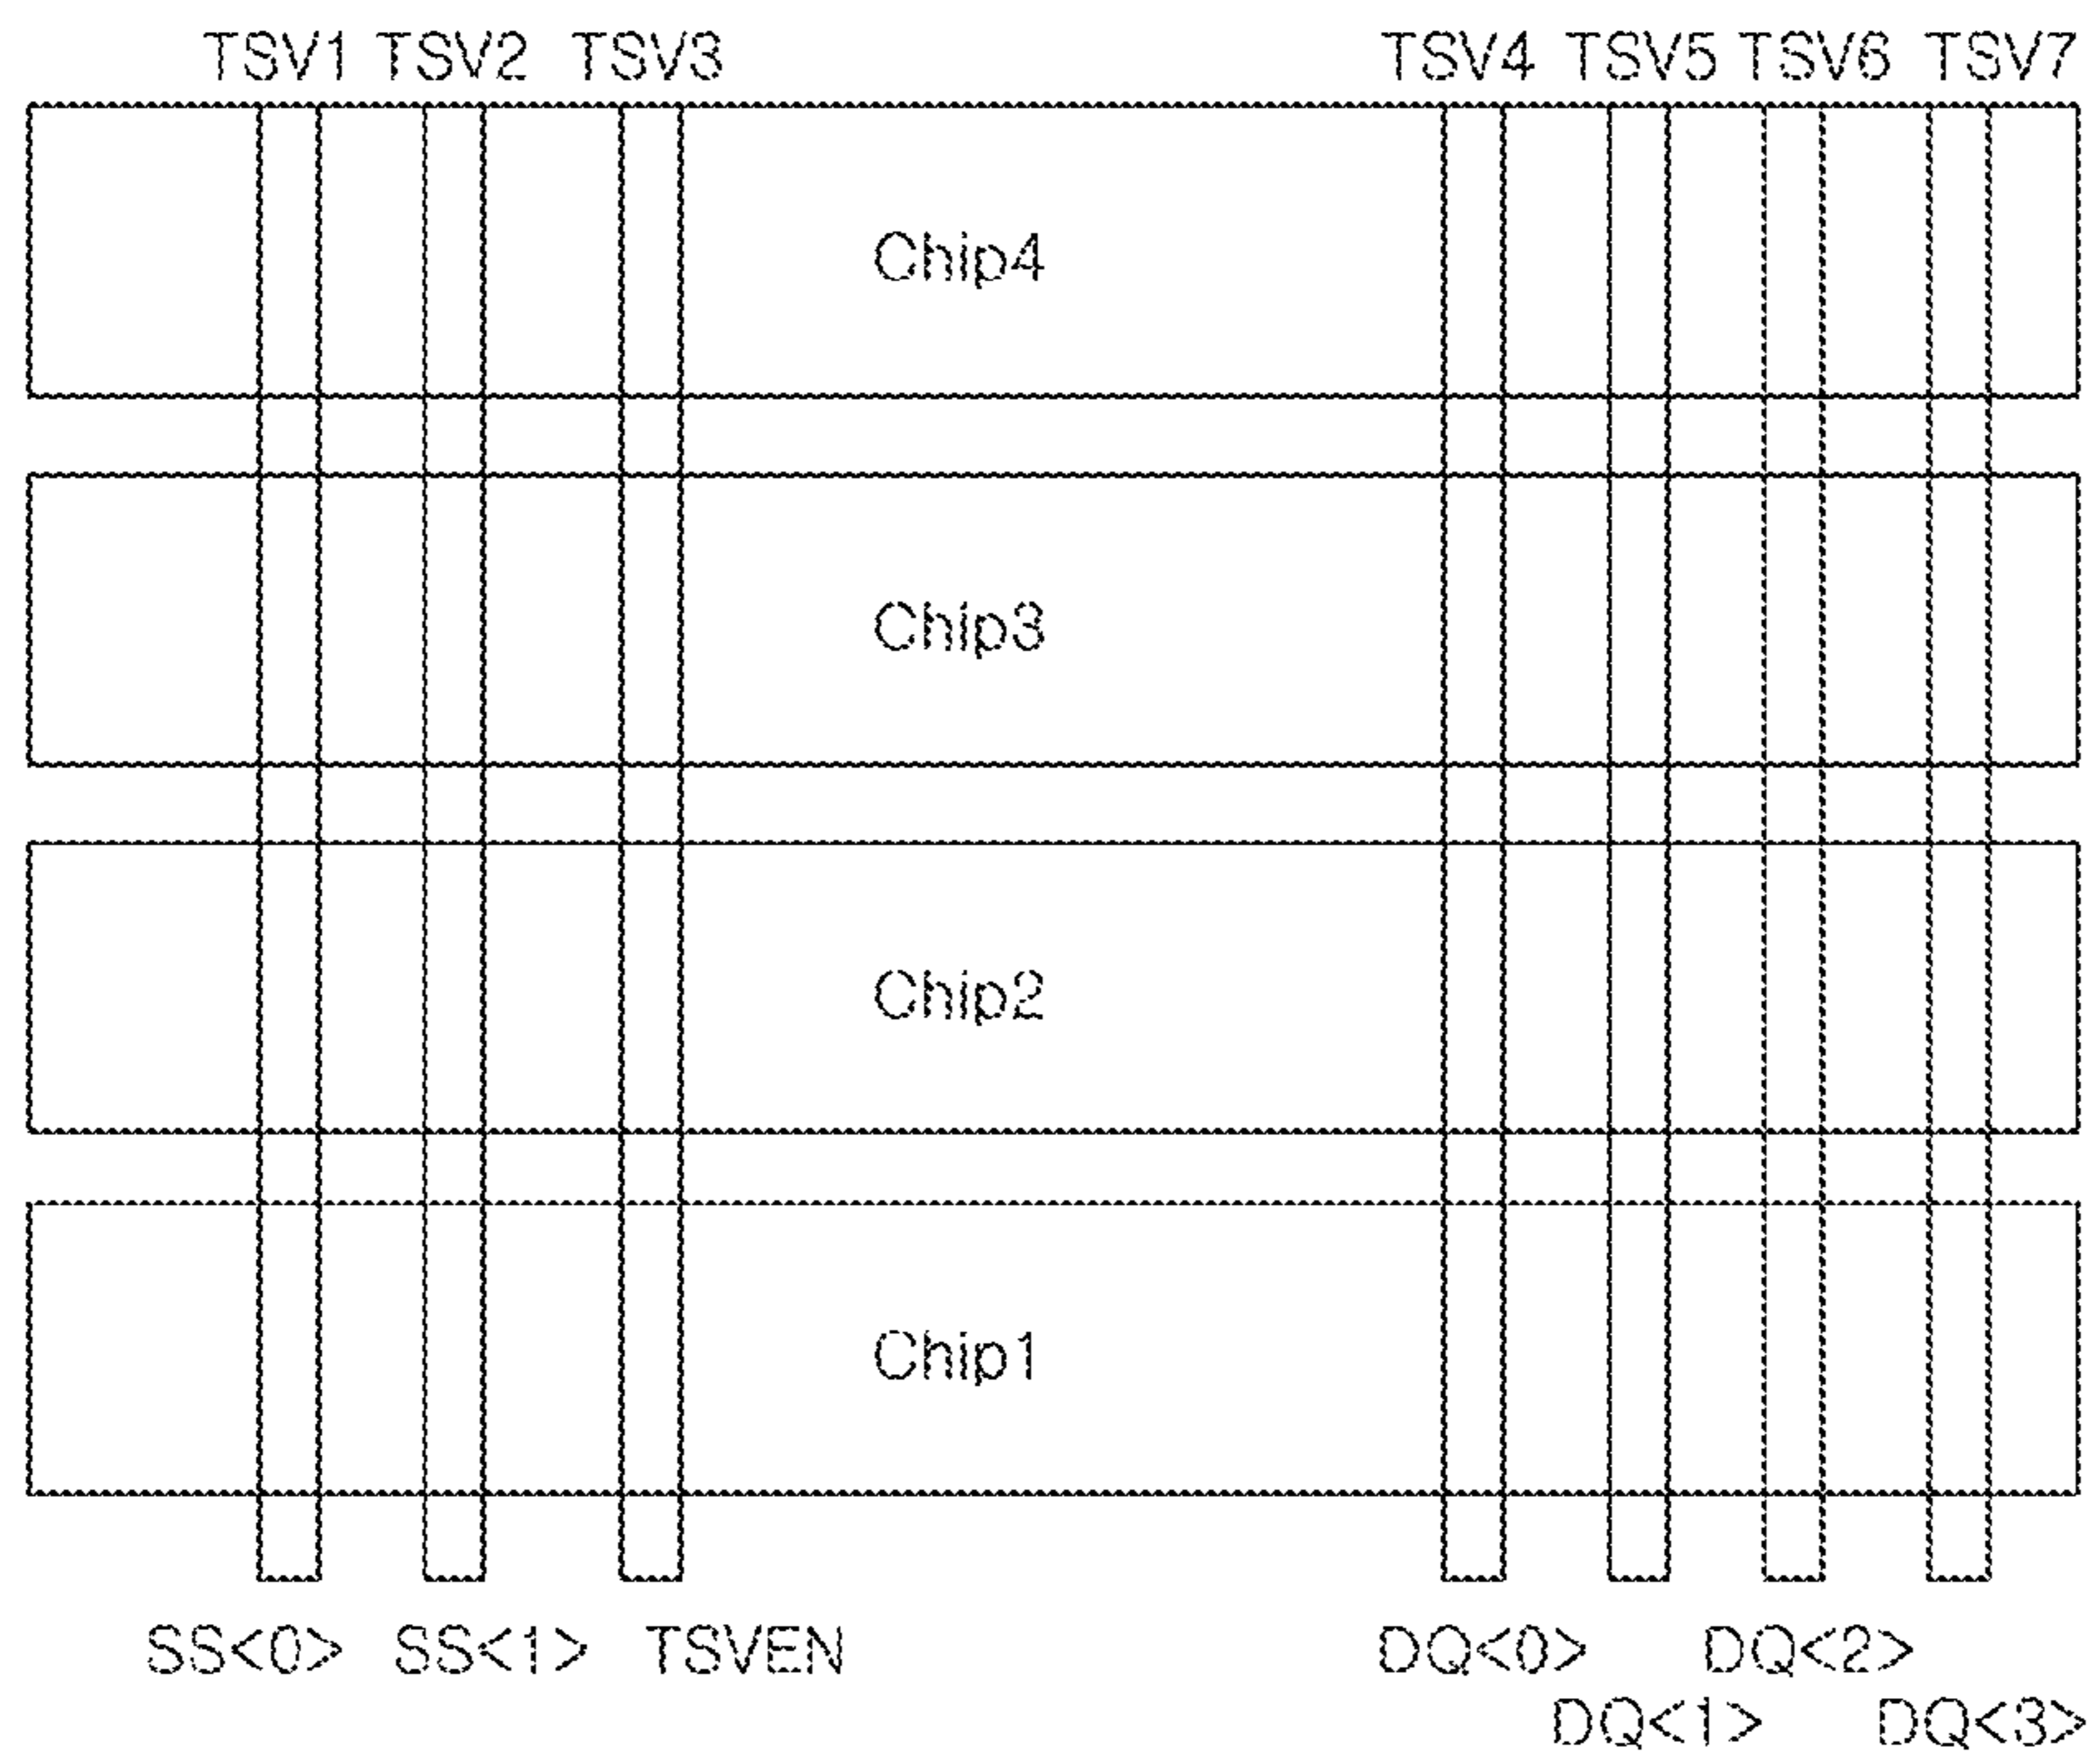 TSV1 TSV2 TSV3 TSV4 TSV5 TSV6 TSV7
Chip4
Chip3
Chip2
Chip1
SS<0> SS<1> TSVEN DQ<0> DQ<2>
DQ<1> DQ<3>